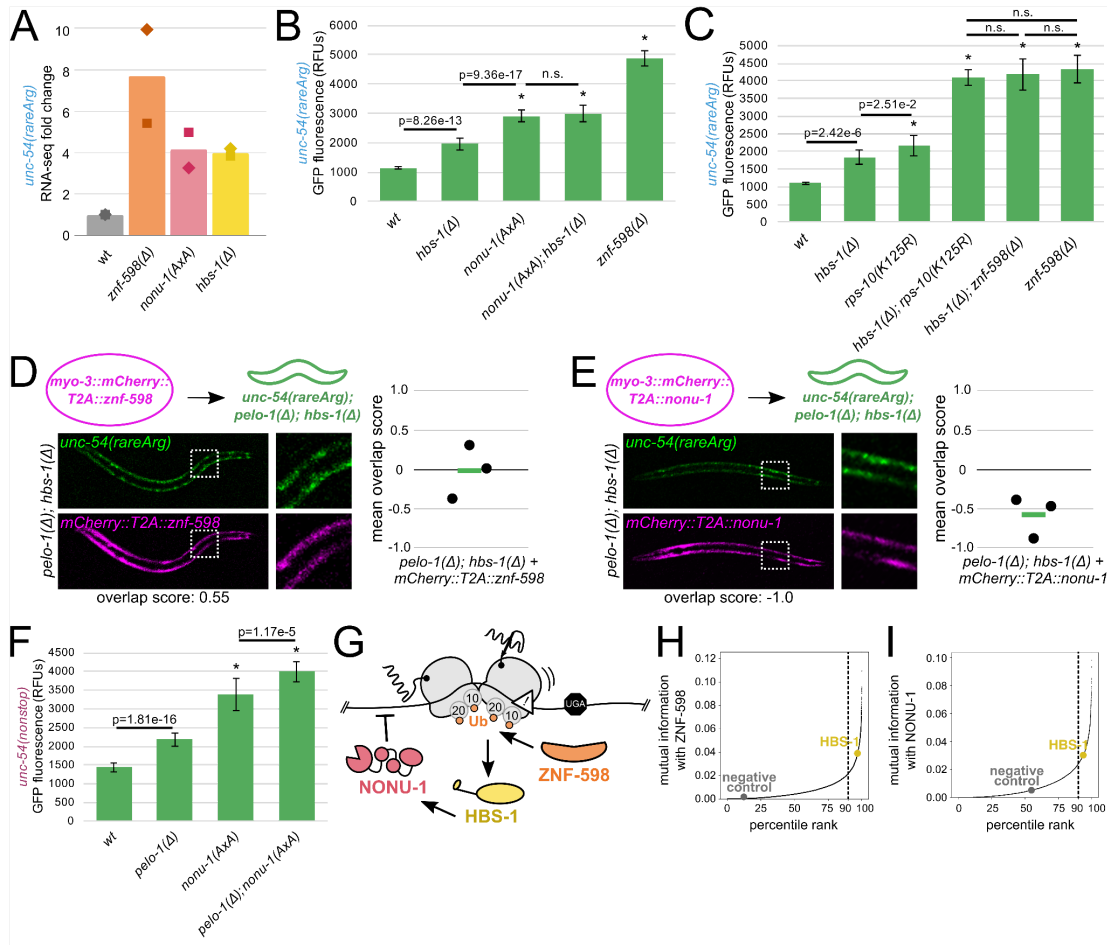 A
unc-54(rareArg)
RNA-seq fold change
10
8
6
4
2
0
wt
znf-598(Δ)
nonu-1(AxA)
hbs-1(Δ)
B
unc-54(rareArg)
GFP fluorescence (RFUs)
6000
5000
4000
3000
2000
1000
0
p=8.26e-13
p=9.36e-17
n.s.
*
*
*
wt
hbs-1(Δ)
nonu-1(AxA)
nonu-1(AxA); hbs-1(Δ)
znf-598(Δ)
C
unc-54(rareArg)
GFP fluorescence (RFUs)
5000
4500
4000
3500
3000
2500
2000
1500
1000
500
0
n.s.
n.s.
n.s.
p=2.51e-2
p=2.42e-6
*
*
*
*
wt
hbs-1(Δ)
rps-10(K125R)
hbs-1(Δ); rps-10(K125R)
hbs-1(Δ); znf-598(Δ)
znf-598(Δ)
D
myo-3::mCherry::
T2A::znf-598
unc-54(rareArg);
pelo-1(Δ); hbs-1(Δ)
pelo-1(Δ); hbs-1(Δ)
unc-54(rareArg)
mCherry::T2A::znf-598
overlap score: 0.55
mean overlap score
1.0
0.5
0
-0.5
-1.0
pelo-1(Δ); hbs-1(Δ) +
mCherry::T2A::znf-598
E
myo-3::mCherry::
T2A::nonu-1
unc-54(rareArg);
pelo-1(Δ); hbs-1(Δ)
pelo-1(Δ); hbs-1(Δ)
unc-54(rareArg)
mCherry::T2A::nonu-1
overlap score: -1.0
mean overlap score
1.0
0.5
0
-0.5
-1.0
pelo-1(Δ); hbs-1(Δ) +
mCherry::T2A::nonu-1
F
unc-54(nonstop)
GFP fluorescence (RFUs)
4500
4000
3500
3000
2500
2000
1500
1000
500
0
p=1.81e-16
p=1.17e-5
*
*
wt
pelo-1(Δ)
nonu-1(AxA)
pelo-1(Δ); nonu-1(AxA)
G
!
UGA
20
10
20
10
Ub
NONU-1
HBS-1
ZNF-598
H
mutual information
with ZNF-598
0.12
0.10
0.08
0.06
0.04
0.02
0.00
HBS-1
negative
control
0
25
50
75
90
100
percentile rank
I
mutual information
with NONU-1
0.10
0.08
0.06
0.04
0.02
0.00
HBS-1
negative
control
0
25
50
75
90
100
percentile rank